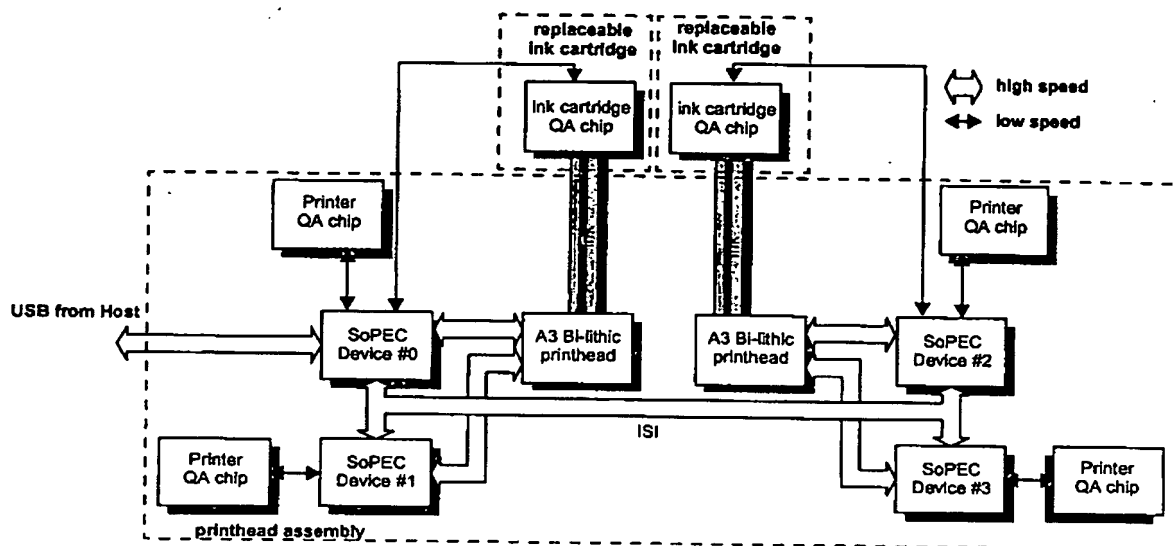 replaceable
ink cartridge
replaceable
ink cartridge
high speed
low speed
ink cartridge
QA chip
ink cartridge
QA chip
Printer
QA chip
Printer
QA chip
USB from Host
SoPEC
Device #0
A3 Bi-lithic
printhead
A3 Bi-lithic
printhead
SoPEC
Device #2
ISI
Printer
QA chip
SoPEC
Device #1
SoPEC
Device #3
Printer
QA chip
printhead assembly